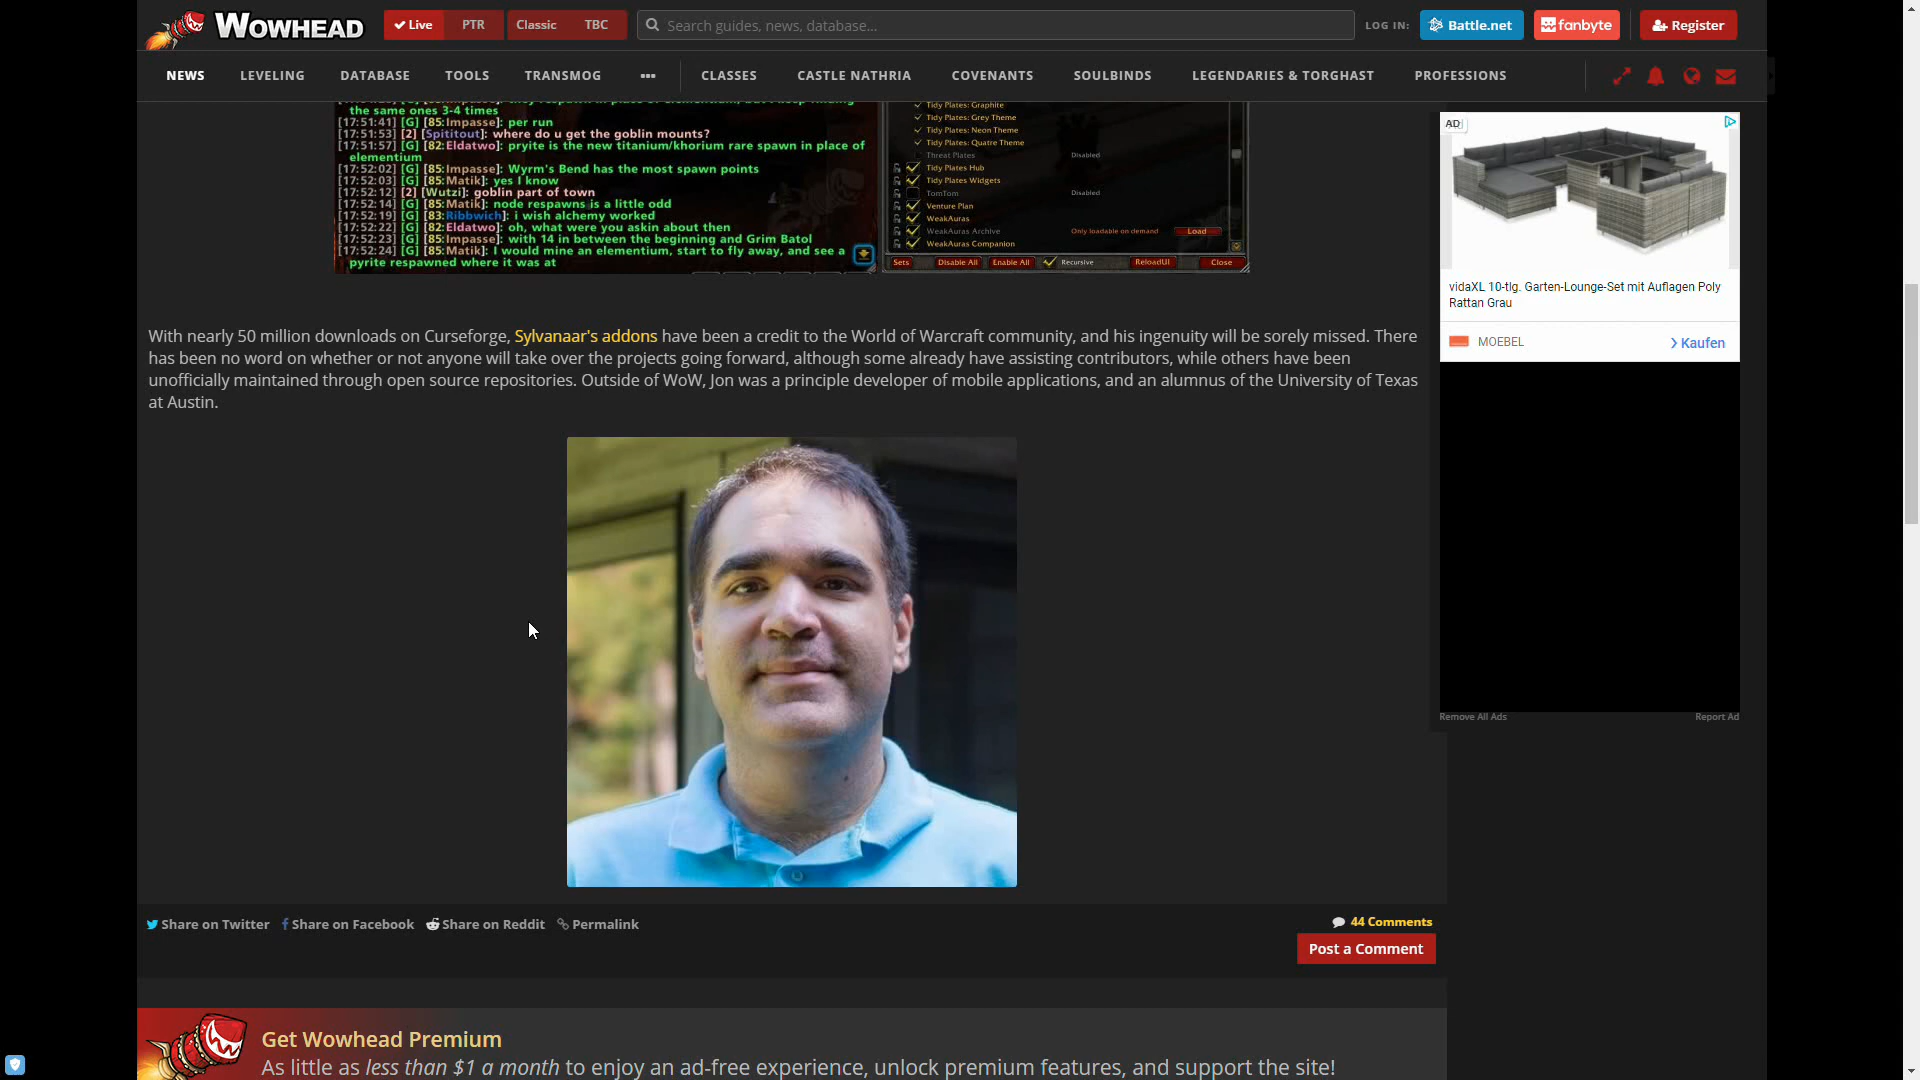 WOWHEAD
Live
PTR
Classic
TBC
Search guides, news, database...
LOG IN:
Battle.net
fanbyte
Register
NEWS
LEVELING
DATABASE
TOOLS
TRANSMOG
•••
CLASSES
CASTLE NATHRIA
COVENANTS
SOULBINDS
LEGENDARIES & TORGHAST
PROFESSIONS
the same ones 3-4 times
[17:51:41] [G] [85:Impasse]: per run
[17:51:53] [2] [Spititout]: where do u get the goblin mounts?
[17:51:57] [G] [82:Eldatwo]: pryite is the new titanium/khorium rare spawn in place of
elementium
[17:52:02] [G] [85:Impasse]: Wyrm's Bend has the most spawn points
[17:52:03] [G] [85:Matik]: yes I know
[17:52:12] [2] [Wutzi]: goblin part of town
[17:52:14] [G] [85:Matik]: node respawns is a little odd
[17:52:19] [G] [83:Ribbwich]: i wish alchemy worked
[17:52:22] [G] [82:Eldatwo]: oh, what were you askin about then
[17:52:23] [G] [85:Impasse]: with 14 in between the beginning and Grim Batol
[17:52:24] [G] [85:Matik]: I would mine an elementium, start to fly away, and see a
pyrite respawned where it was at
Tidy Plates: Graphite
Tidy Plates: Grey Theme
Tidy Plates: Neon Theme
Tidy Plates: Quatre Theme
Threat Plates Disabled
Tidy Plates Hub
Tidy Plates Widgets
TomTom Disabled
Venture Plan
WeakAuras
WeakAuras Archive Only loadable on demand Load
WeakAuras Companion
Sets Disable All Enable All Recursive ReloadUI Close
With nearly 50 million downloads on Curseforge, Sylvanaar's addons have been a credit to the World of Warcraft community, and his ingenuity will be sorely missed. There
has been no word on whether or not anyone will take over the projects going forward, although some already have assisting contributors, while others have been
unofficially maintained through open source repositories. Outside of WoW, Jon was a principle developer of mobile applications, and an alumnus of the University of Texas
at Austin.
AD
vidaXL 10-tlg. Garten-Lounge-Set mit Auflagen Poly
Rattan Grau
MOEBEL
Kaufen
Remove All Ads
Report Ad
Share on Twitter
Share on Facebook
Share on Reddit
Permalink
44 Comments
Post a Comment
Get Wowhead Premium
As little as less than $1 a month to enjoy an ad-free experience, unlock premium features, and support the site!